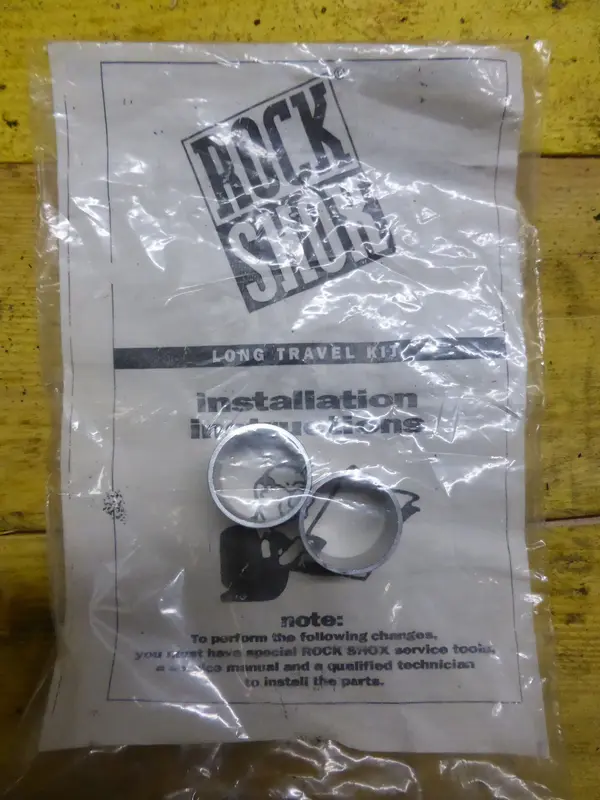 ROCK
SHOX
®
LONG TRAVEL KIT
installation
instructions
note:
To perform the following changes,
you must have special ROCK SHOX service tools,
a service manual and a qualified technician
to install the parts.